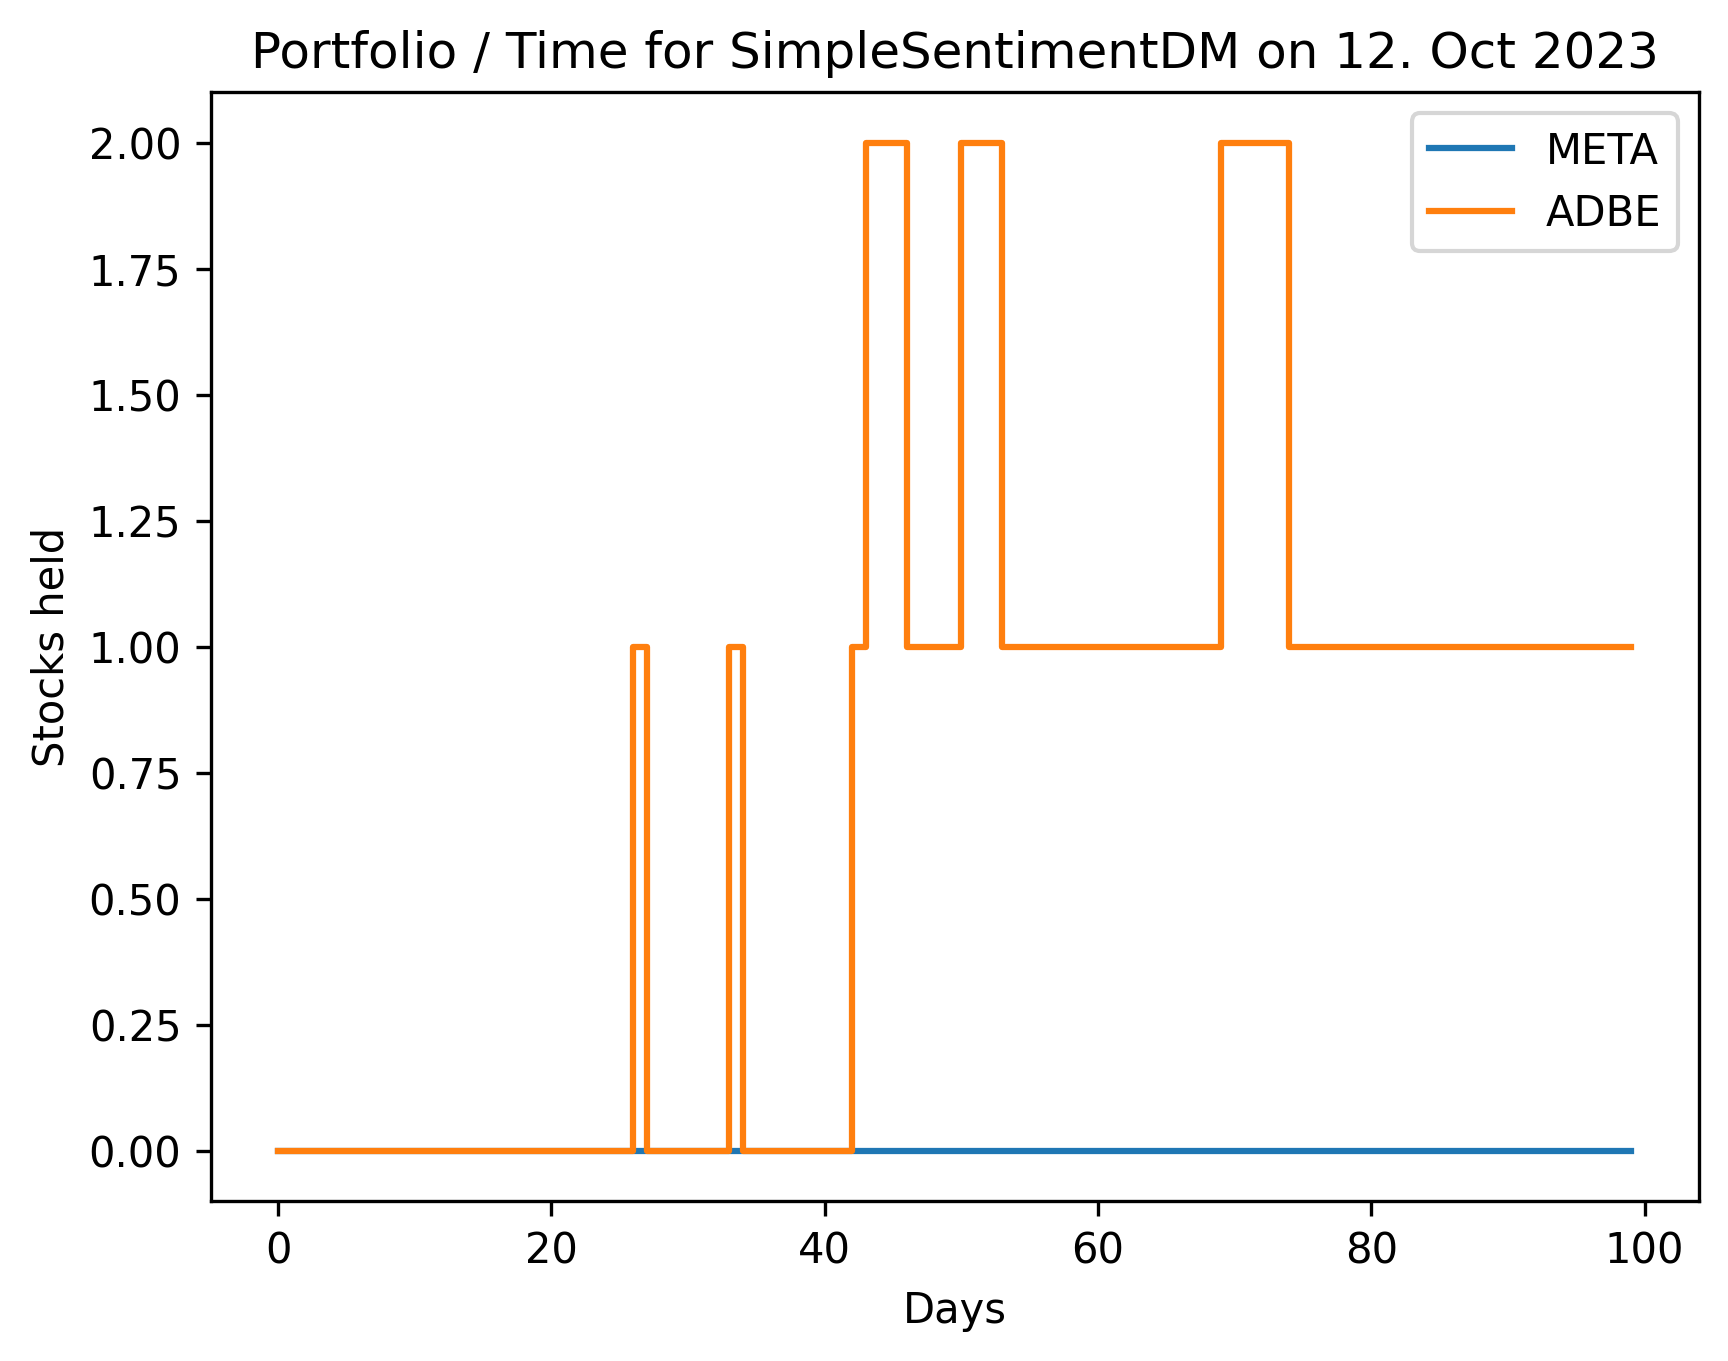 Portfolio / Time for SimpleSentimentDM on 12. Oct 2023
META
ADBE
2.00
1.75
1.50
1.25
1.00
0.75
0.50
0.25
0.00
Stocks held
0 20 40 60 80 100
Days